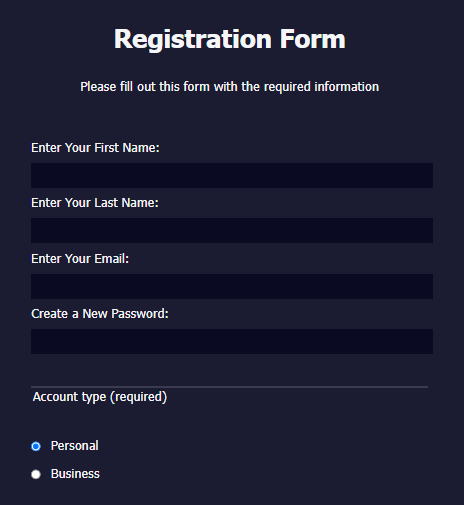 Registration Form
Please fill out this form with the required information
Enter Your First Name:
Enter Your Last Name:
Enter Your Email:
Create a New Password:
Account type (required)
Personal
Business